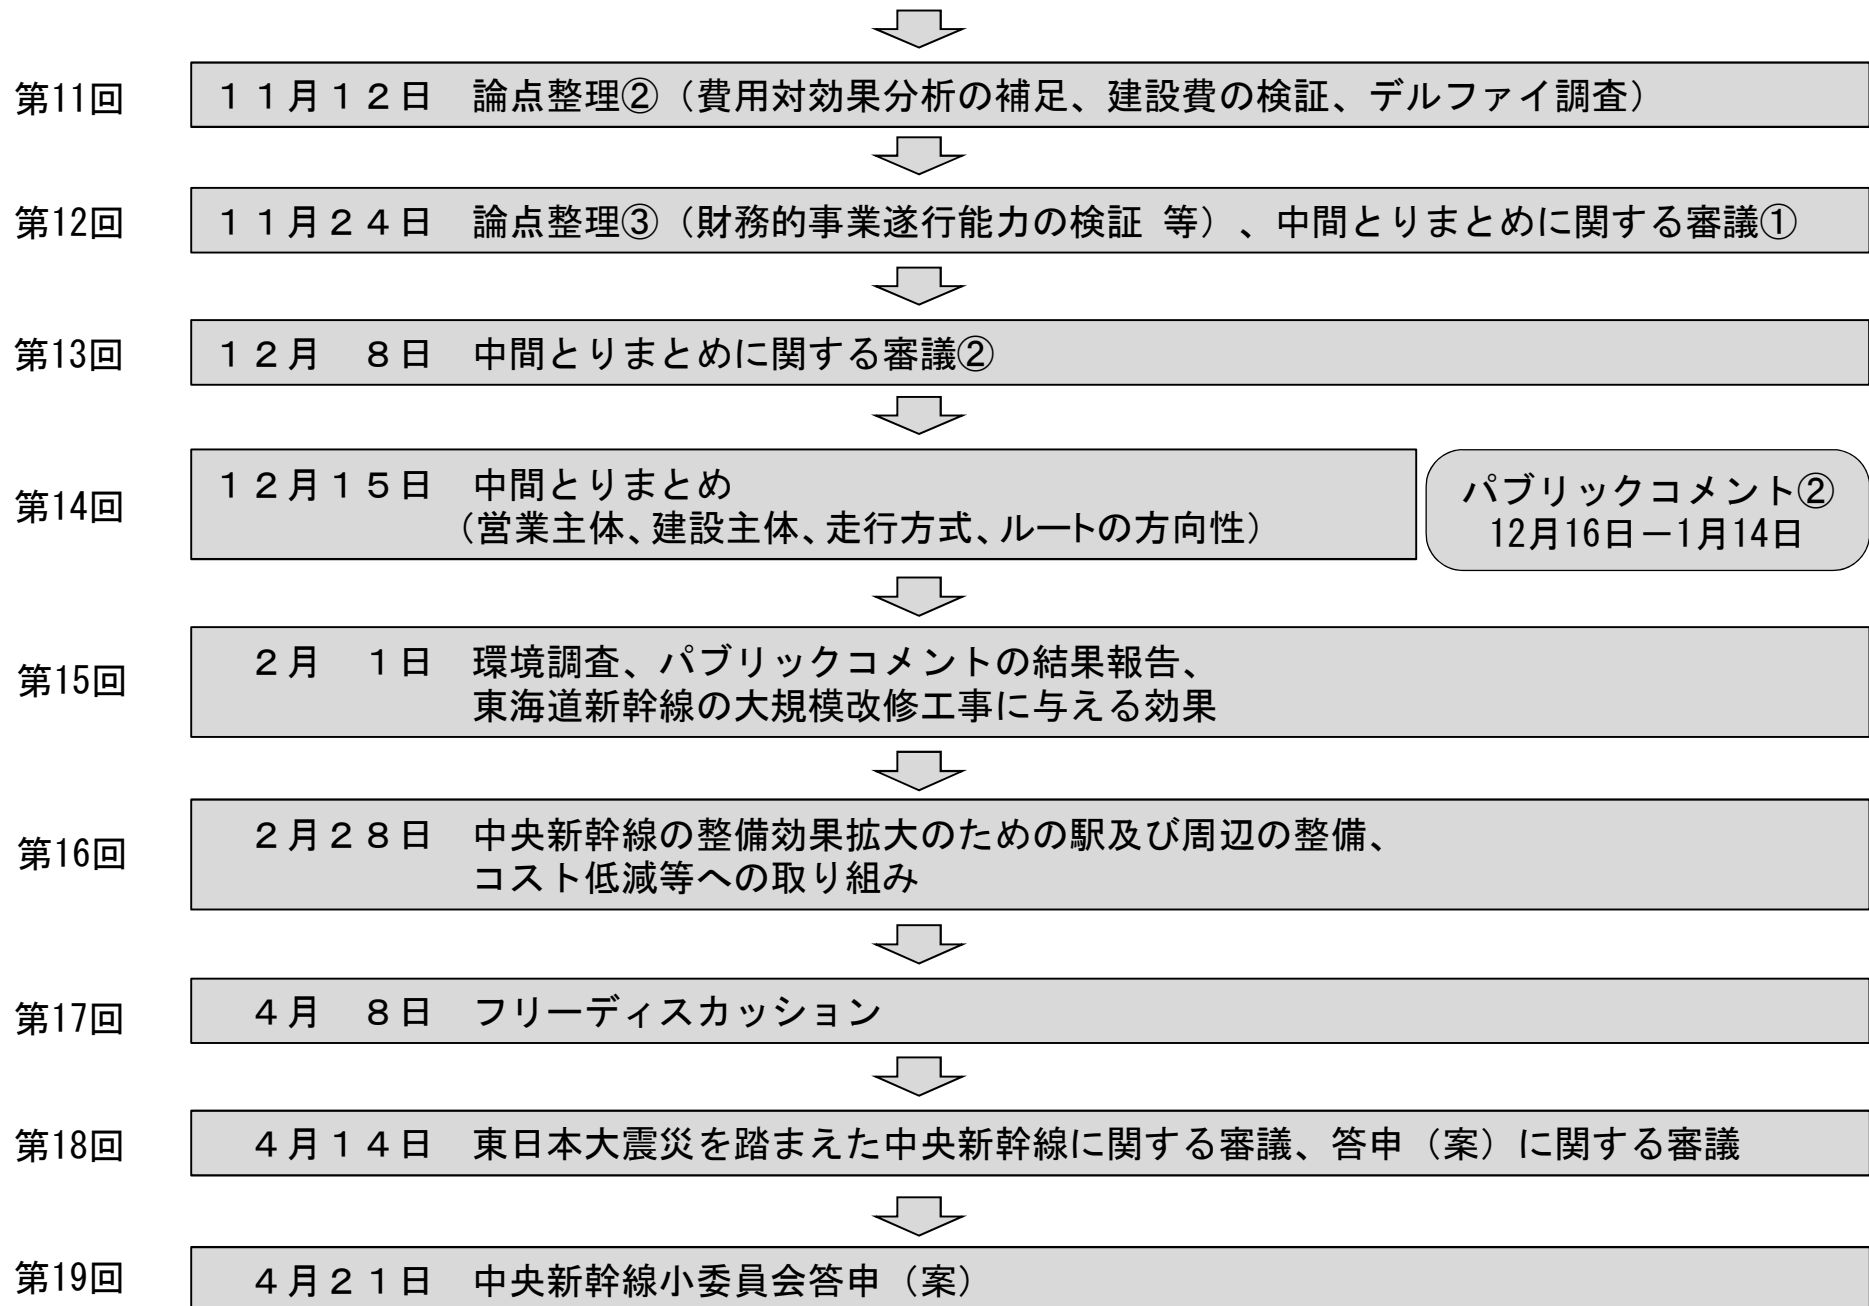 第11回 １１月１２日 論点整理②（費用対効果分析の補足、建設費の検証、デルファイ調査）
第12回 １１月２４日 論点整理③（財務的事業遂行能力の検証 等）、中間とりまとめに関する審議①
第13回 １２月　８日 中間とりまとめに関する審議②
第14回 １２月１５日 中間とりまとめ
（営業主体、建設主体、走行方式、ルートの方向性）
パブリックコメント②
12月16日－1月14日
第15回 ２月　１日 環境調査、パブリックコメントの結果報告、
東海道新幹線の大規模改修工事に与える効果
第16回 ２月２８日 中央新幹線の整備効果拡大のための駅及び周辺の整備、
コスト低減等への取り組み
第17回 ４月　８日 フリーディスカッション
第18回 ４月１４日 東日本大震災を踏まえた中央新幹線に関する審議、答申（案）に関する審議
第19回 ４月２１日 中央新幹線小委員会答申（案）